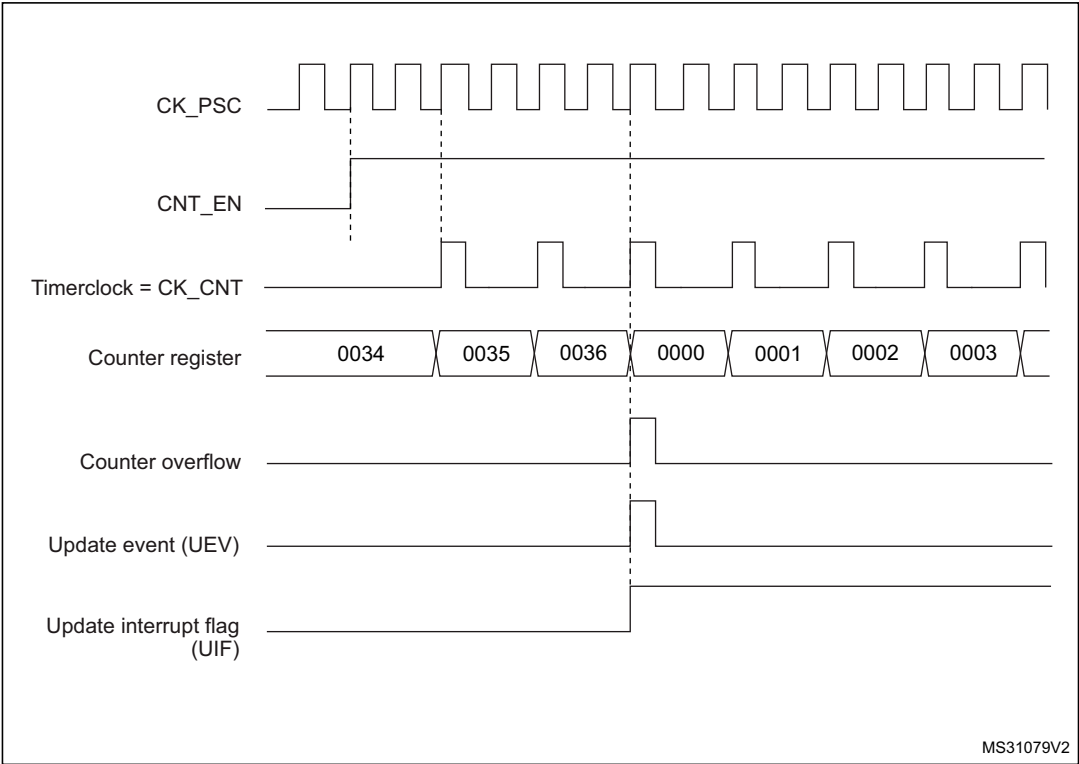 CK_PSC
CNT_EN
Timerclock = CK_CNT
Counter register
0034 0035 0036 0000 0001 0002 0003
Counter overflow
Update event (UEV)
Update interrupt flag
(UIF)
MS31079V2